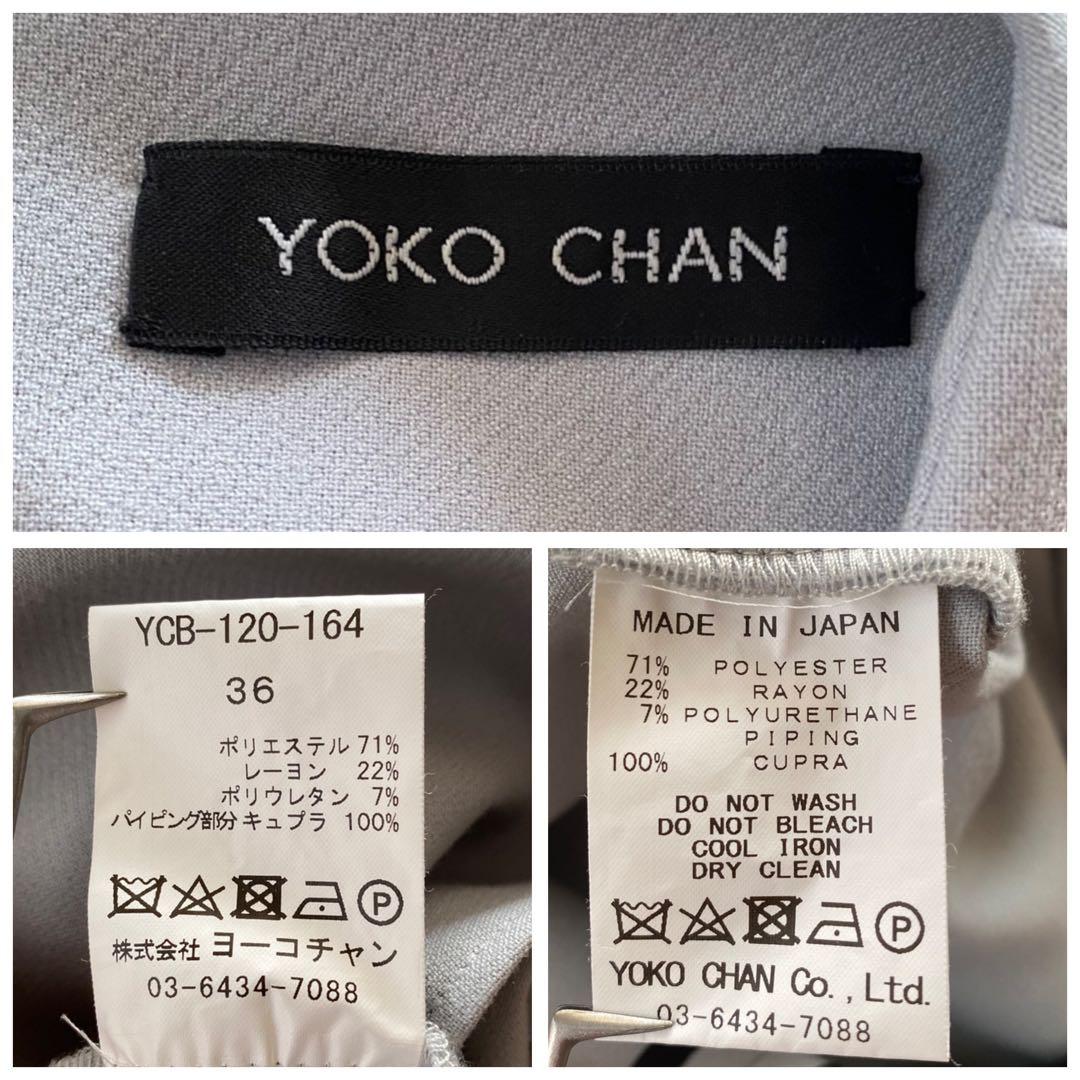 YOKO CHAN
YCB-120-164
36
ポリエステル 71%
レーヨン 22%
ポリウレタン 7%
パイピング部分 キュプラ 100%
P
株式会社 ヨーコチャン
03-6434-7088
MADE IN JAPAN
71% POLYESTER
22% RAYON
7% POLYURETHANE
PIPING
100% CUPRA
DO NOT WASH
DO NOT BLEACH
COOL IRON
DRY CLEAN
P
YOKO CHAN Co., Ltd.
03-6434-7088